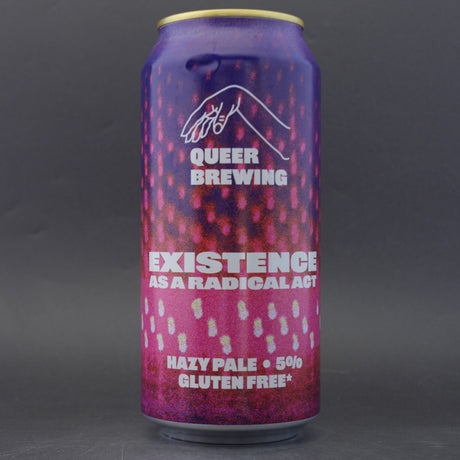 QUEER
BREWING
EXISTENCE
AS A RADICAL ACT
HAZY PALE • 5%
GLUTEN FREE*